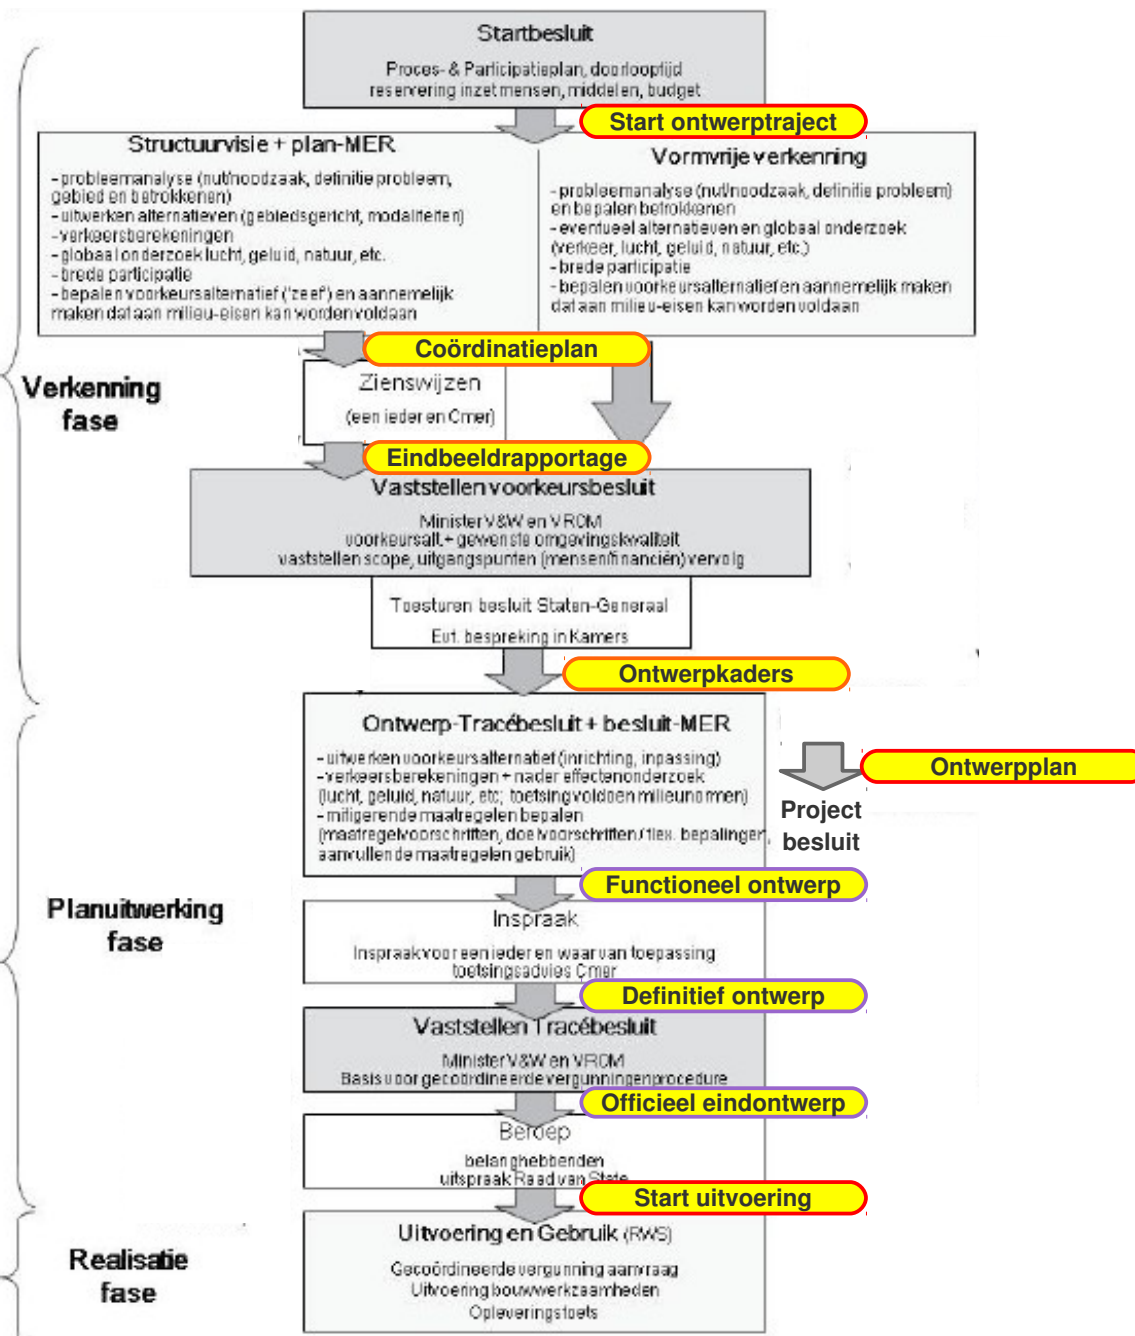 Startbesluit
Proces- & Participatieplan, doorlooptijd
reservering inzet mensen, middelen, budget
Start ontwerptraject
Structuurvisie + plan-MER
- probleemanalyse (nut/noodzaak, definitie probleem,
gebied en betrokkenen)
- uitwerken alternatieven (gebiedsgericht, modaliteiten)
- verkeersberekeningen
- globaal onderzoek lucht, geluid, natuur, etc.
- brede participatie
- bepalen voorkeursalternatief ('zeef') en aannemelijk
maken dat aan milieu-eisen kan worden voldaan
Vormvrije verkenning
- probleemanalyse (nut/noodzaak, definitie probleem)
en bepalen betrokkenen
- eventueel alternatieven en globaal onderzoek
(verkeer, lucht, geluid, natuur, etc.)
- brede participatie
- bepalen voorkeursalternatief en aannemelijk maken
dat aan milieu-eisen kan worden voldaan
Coördinatieplan
Verkenning
fase
Zienswijzen
(een ieder en Cmer)
Eindbeeldrapportage
Vaststellen voorkeursbesluit
Minister V&W en VROM
voorkeursalt.+ gewenste omgevingskwaliteit
vaststellen scope, uitgangspunten (mensen/financiën) vervolg
Toesturen besluit Staten-Generaal
Evt. bespreking in Kamers
Ontwerpkaders
Ontwerp-Tracébesluit + besluit-MER
- uitwerken voorkeursalternatief (inrichting, inpassing)
- verkeersberekeningen + nader effectenonderzoek
(lucht, geluid, natuur, etc; toetsing voldoen milieunormen)
- mitigerende maatregelen bepalen
(maatregelvoorschriften, doelvoorschriften / flex. bepalingen,
aanvullende maatregelen gebruik)
Ontwerpplan
Project
besluit
Functioneel ontwerp
Planuitwerking
fase
Inspraak
Inspraak voor een ieder en waar van toepassing
toetsingsadvies Cmer
Definitief ontwerp
Vaststellen Tracébesluit
Minister V&W en VROM
Basis voor gecoördineerde vergunningenprocedure
Officieel eindontwerp
Beroep
belanghebbenden
uitspraak Raad van State
Start uitvoering
Realisatie
fase
Uitvoering en Gebruik (RWS)
Gecoördineerde vergunning aanvraag
Uitvoering bouwwerkzaamheden
Opleveringstoets